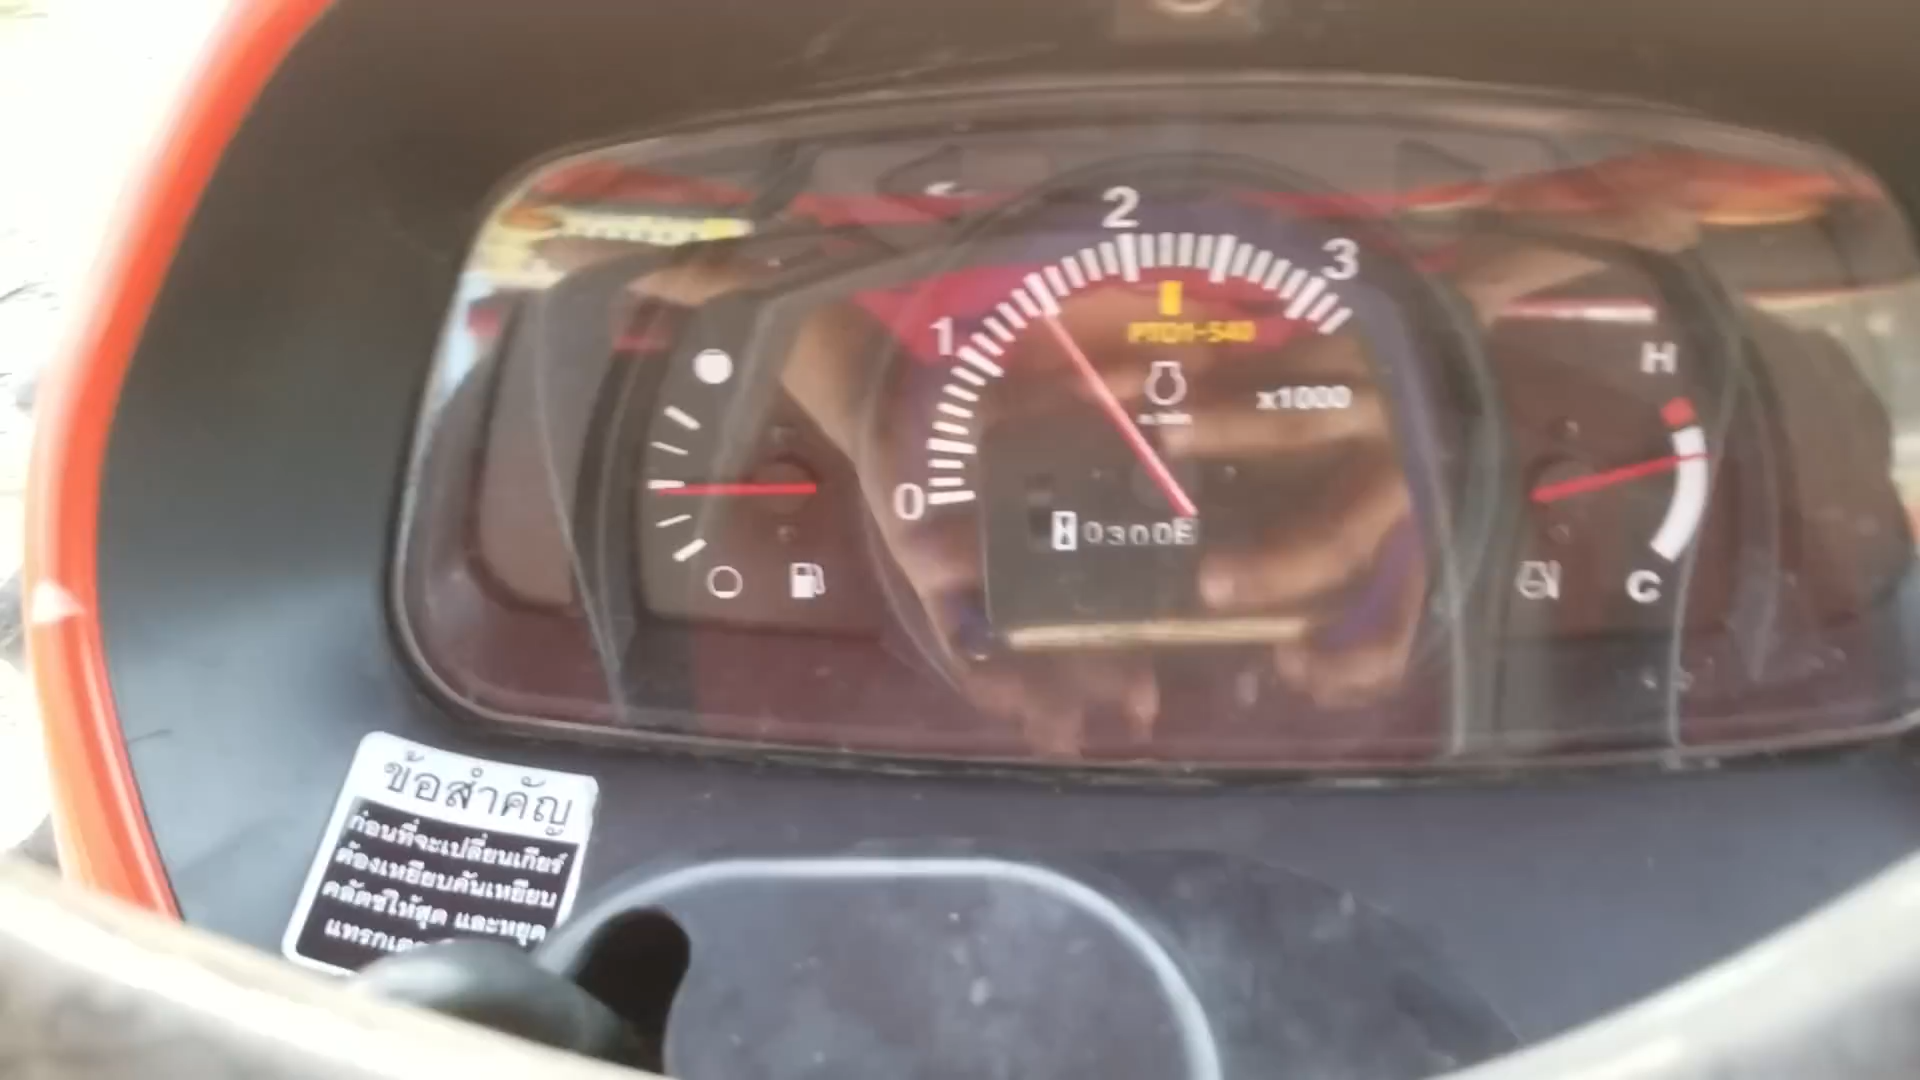 2
3
1
PTO1-540
x1000
H
0
0300
C
ข้อสำคัญ
ก่อนที่จะเปลี่ยนเกียร์
ต้องเหยียบคันเหยียบ
คลัตช์ให้สุด และหยุด